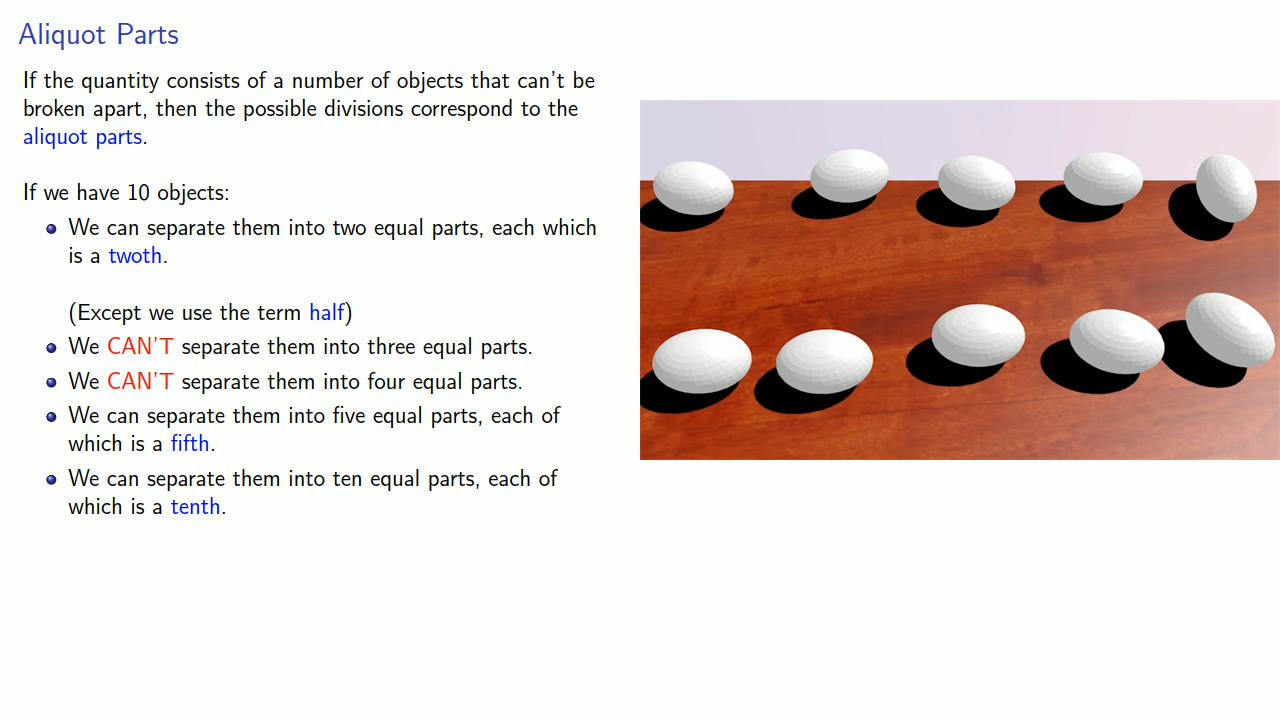 Aliquot Parts
If the quantity consists of a number of objects that can't be
broken apart, then the possible divisions correspond to the
aliquot parts.
If we have 10 objects:
We can separate them into two equal parts, each which
is a twoth.
(Except we use the term half)
We CAN'T separate them into three equal parts.
We CAN'T separate them into four equal parts.
We can separate them into five equal parts, each of
which is a fifth.
We can separate them into ten equal parts, each of
which is a tenth.